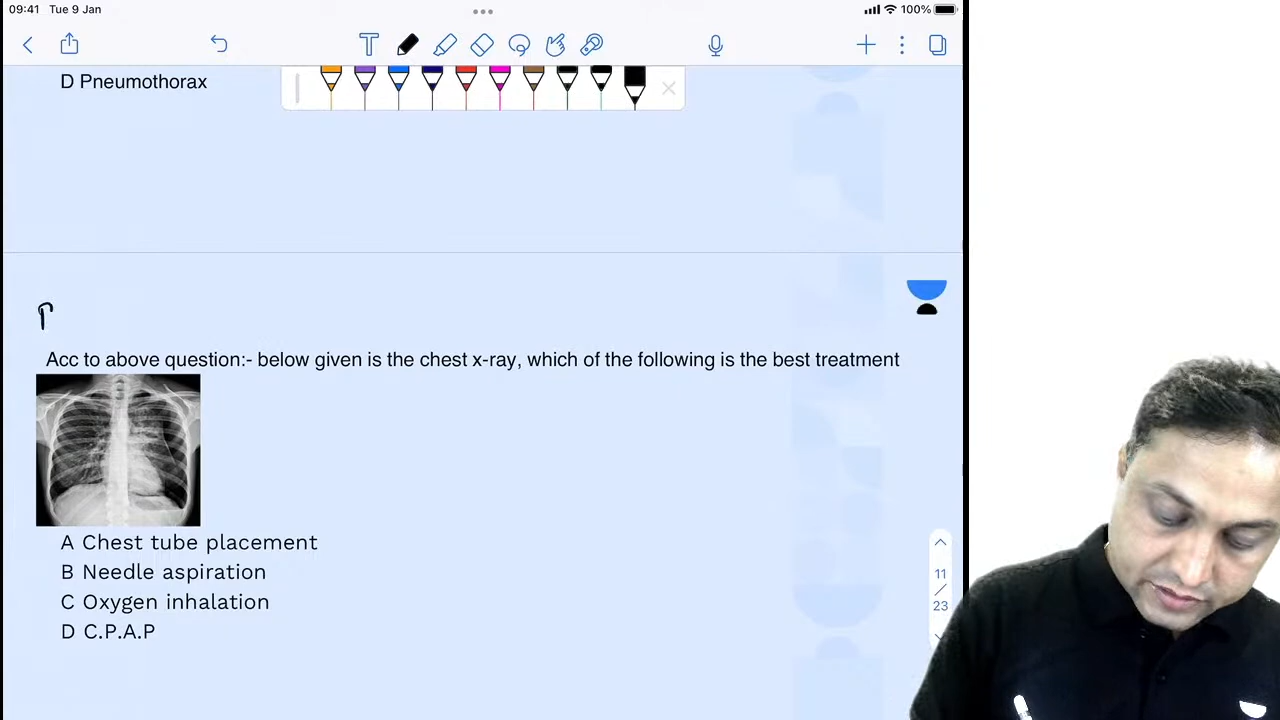 09:41 Tue 9 Jan
100%
D Pneumothorax
Acc to above question:- below given is the chest x-ray, which of the following is the best treatment
A Chest tube placement
B Needle aspiration
C Oxygen inhalation
D C.P.A.P
11
23